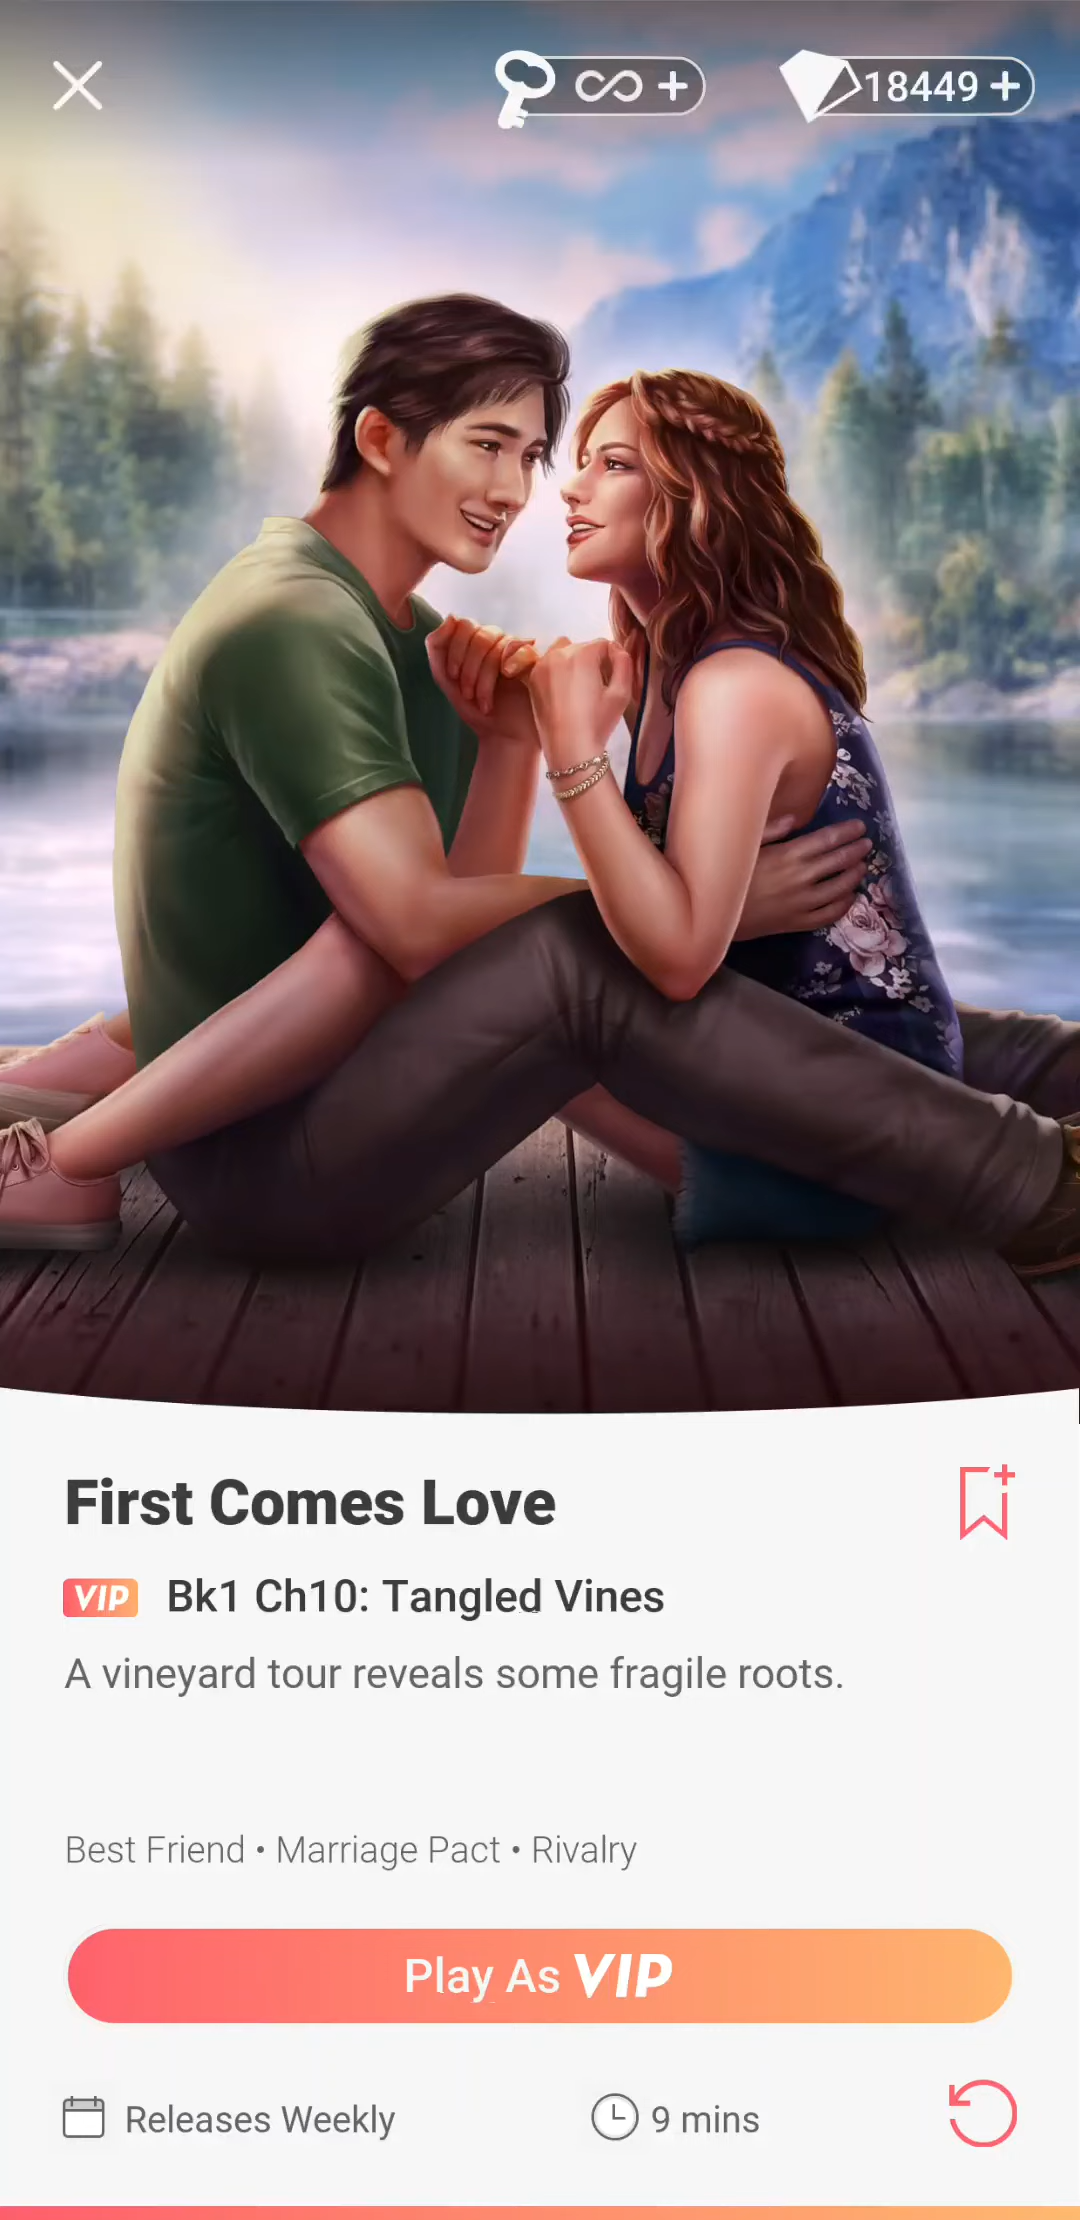 18449
First Comes Love
VIP Bk1 Ch10: Tangled Vines
A vineyard tour reveals some fragile roots.
Best Friend • Marriage Pact • Rivalry
Play As VIP
Releases Weekly
9 mins